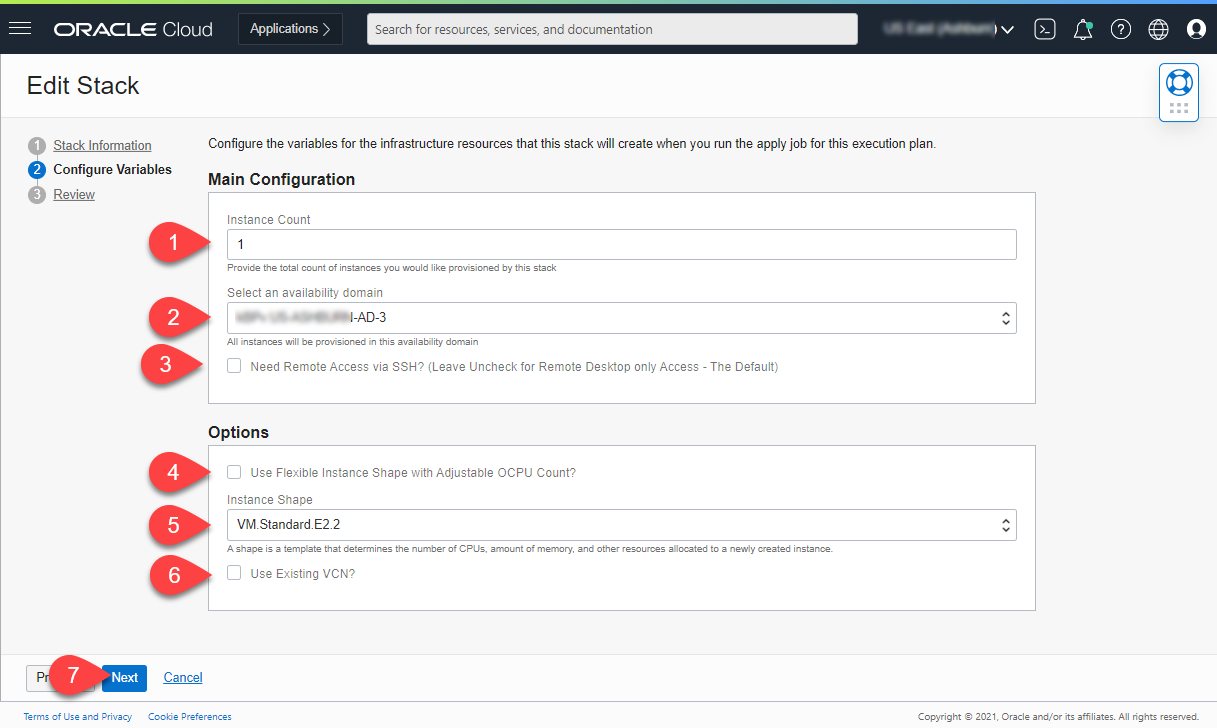 ORACLE Cloud
Applications
Search for resources, services, and documentation
Edit Stack
1 Stack Information
2 Configure Variables
3 Review
Configure the variables for the infrastructure resources that this stack will create when you run the apply job for this execution plan.
Main Configuration
Instance Count
1
1
Provide the total count of instances you would like provisioned by this stack
Select an availability domain
2
-AD-3
All instances will be provisioned in this availability domain
3
Need Remote Access via SSH? (Leave Uncheck for Remote Desktop only Access - The Default)
Options
4
Use Flexible Instance Shape with Adjustable OCPU Count?
Instance Shape
5
VM.Standard.E2.2
A shape is a template that determines the number of CPUs, amount of memory, and other resources allocated to a newly created instance.
6
Use Existing VCN?
7
Next
Cancel
Terms of Use and Privacy
Cookie Preferences
Copyright © 2021, Oracle and/or its affiliates. All rights reserved.